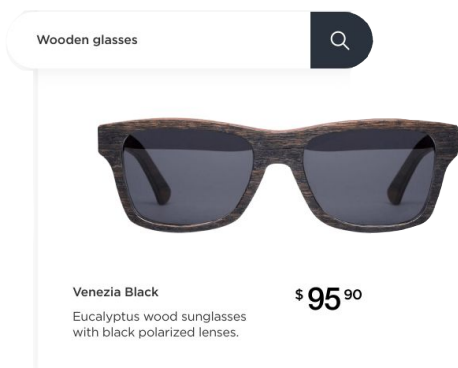 Wooden glasses
Venezia Black
$ 95 90
Eucalyptus wood sunglasses
with black polarized lenses.